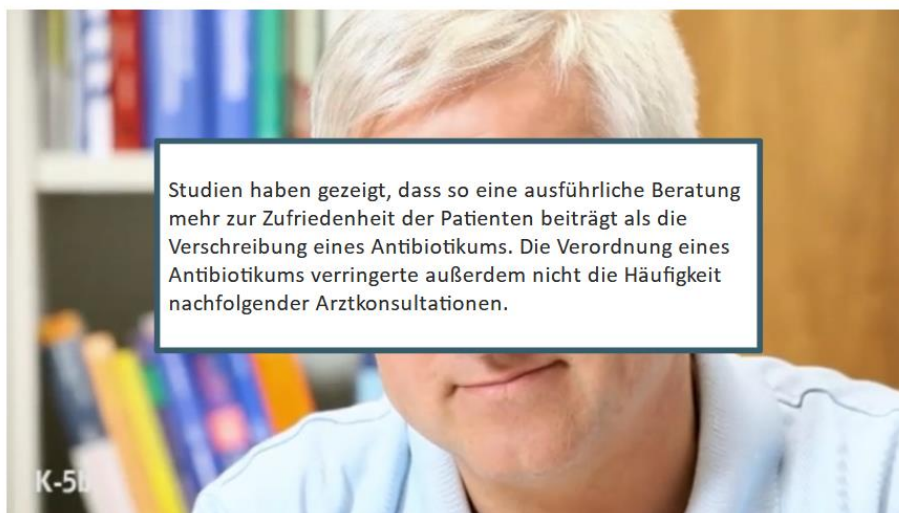 Studien haben gezeigt, dass so eine ausführliche Beratung
mehr zur Zufriedenheit der Patienten beiträgt als die
Verschreibung eines Antibiotikums. Die Verordnung eines
Antibiotikums verringerte außerdem nicht die Häufigkeit
nachfolgender Arztkonsultationen.